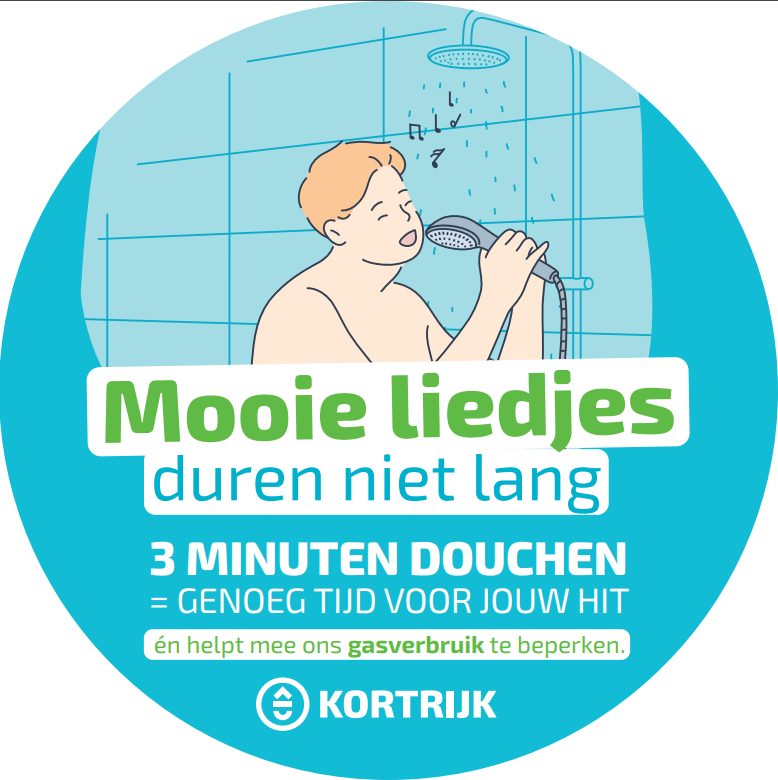 Mooie liedjes
duren niet lang
3 MINUTEN DOUCHEN
= GENOEG TIJD VOOR JOUW HIT
én helpt mee ons gasverbruik te beperken.
KORTRIJK